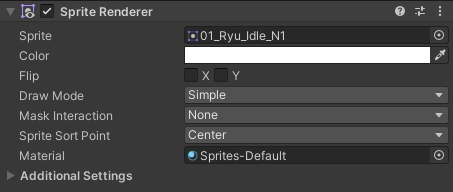 Sprite Renderer
Sprite 01_Ryu_Idle_N1
Color
Flip X Y
Draw Mode Simple
Mask Interaction None
Sprite Sort Point Center
Material Sprites-Default
Additional Settings